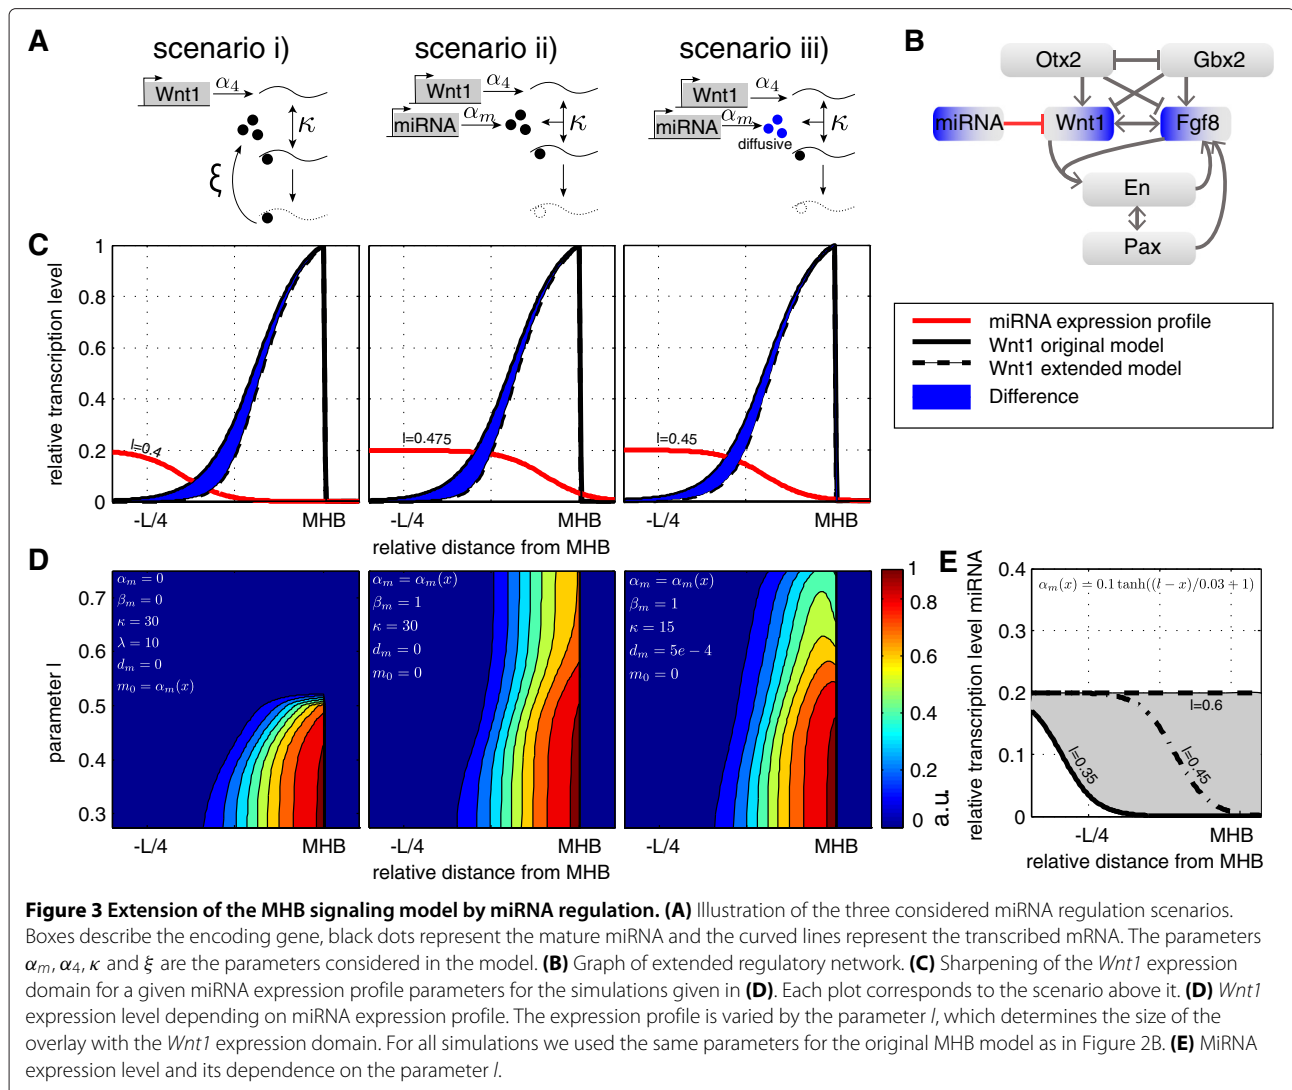 A
scenario i)
scenario ii)
scenario iii)
B
Wnt1
α4
κ
ξ
Wnt1
α4
miRNA
αm
κ
Wnt1
α4
miRNA
αm
diffusive
κ
Otx2
Gbx2
miRNA
Wnt1
Fgf8
En
Pax
C
relative transcription level
1
0.8
0.6
0.4
0.2
0
l=0.4
l=0.475
l=0.45
-L/4
MHB
-L/4
MHB
-L/4
MHB
relative distance from MHB
miRNA expression profile
Wnt1 original model
Wnt1 extended model
Difference
D
parameter l
0.7
0.6
0.5
0.4
0.3
αm = 0
βm = 0
κ = 30
λ = 10
dm = 0
m0 = αm(x)
αm = αm(x)
βm = 1
κ = 30
dm = 0
m0 = 0
αm = αm(x)
βm = 1
κ = 15
dm = 5e − 4
m0 = 0
1
0.8
0.6
0.4
0.2
0
a.u.
-L/4
MHB
-L/4
MHB
-L/4
MHB
relative distance from MHB
E
relative transcription level miRNA
0.4
0.3
0.2
0.1
0
αm(x) = 0.1 tanh((l − x)/0.03 + 1)
l=0.6
l=0.45
l=0.35
-L/4
MHB
relative distance from MHB
Figure 3 Extension of the MHB signaling model by miRNA regulation. (A) Illustration of the three considered miRNA regulation scenarios.
Boxes describe the encoding gene, black dots represent the mature miRNA and the curved lines represent the transcribed mRNA. The parameters
αm, α4, κ and ξ are the parameters considered in the model. (B) Graph of extended regulatory network. (C) Sharpening of the Wnt1 expression
domain for a given miRNA expression profile parameters for the simulations given in (D). Each plot corresponds to the scenario above it. (D) Wnt1
expression level depending on miRNA expression profile. The expression profile is varied by the parameter l, which determines the size of the
overlay with the Wnt1 expression domain. For all simulations we used the same parameters for the original MHB model as in Figure 2B. (E) MiRNA
expression level and its dependence on the parameter l.